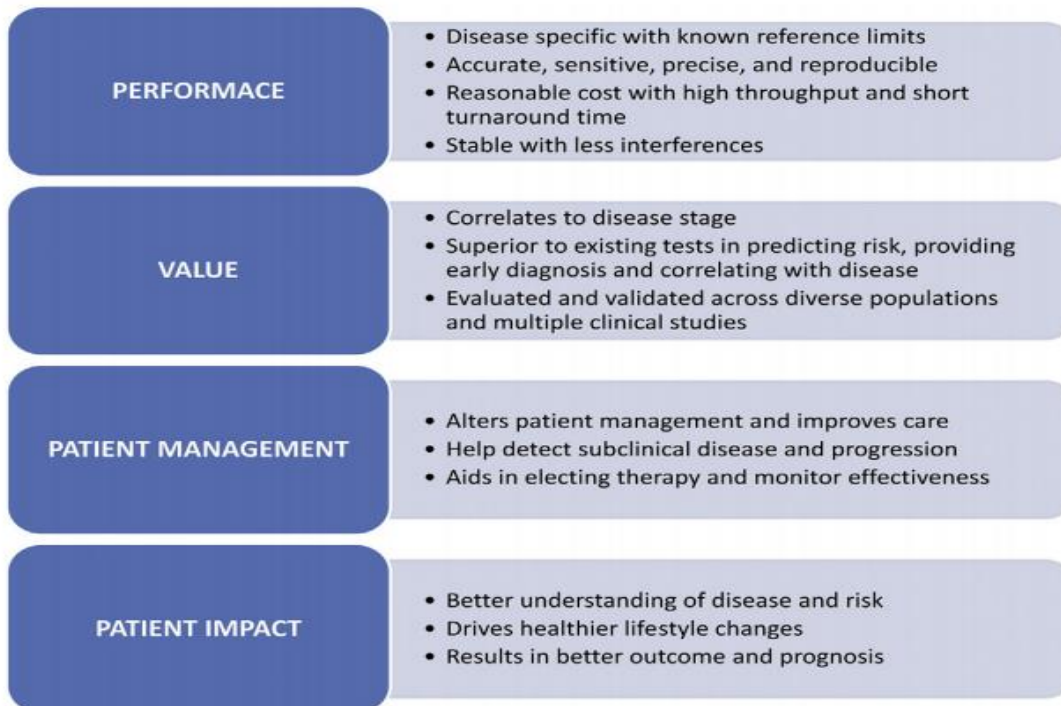 PERFORMACE
• Disease specific with known reference limits
• Accurate, sensitive, precise, and reproducible
• Reasonable cost with high throughput and short
turnaround time
• Stable with less interferences
VALUE
• Correlates to disease stage
• Superior to existing tests in predicting risk, providing
early diagnosis and correlating with disease
• Evaluated and validated across diverse populations
and multiple clinical studies
PATIENT MANAGEMENT
• Alters patient management and improves care
• Help detect subclinical disease and progression
• Aids in electing therapy and monitor effectiveness
PATIENT IMPACT
• Better understanding of disease and risk
• Drives healthier lifestyle changes
• Results in better outcome and prognosis